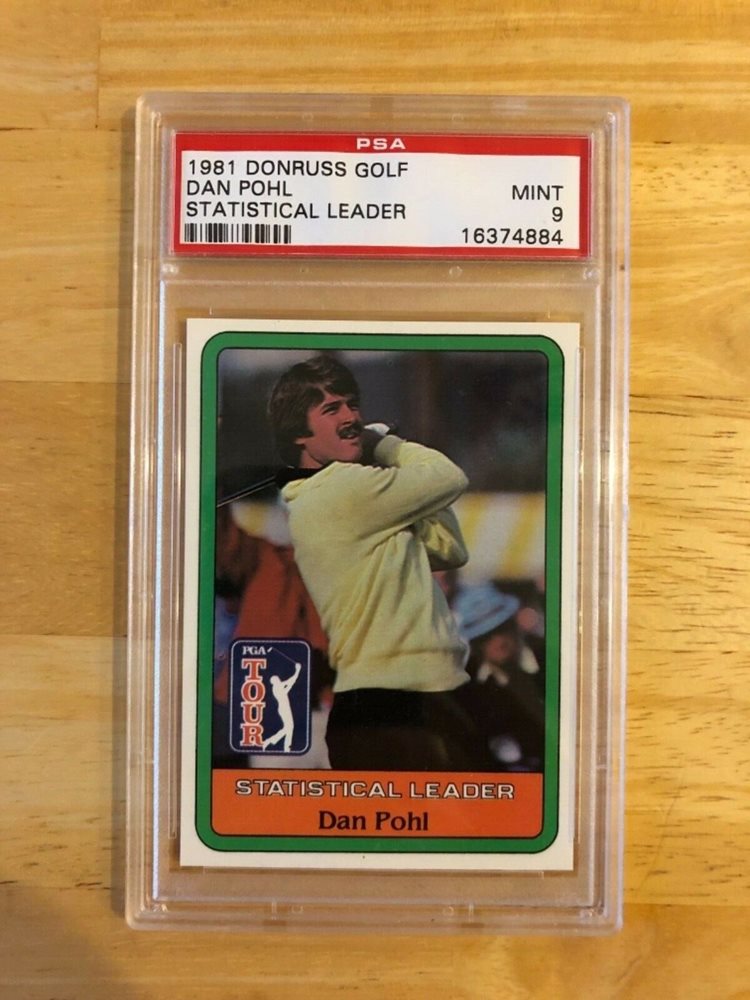 PSA
1981 DONRUSS GOLF
DAN POHL MINT
STATISTICAL LEADER 9
16374884
PGA
TOUR
STATISTICAL LEADER
Dan Pohl